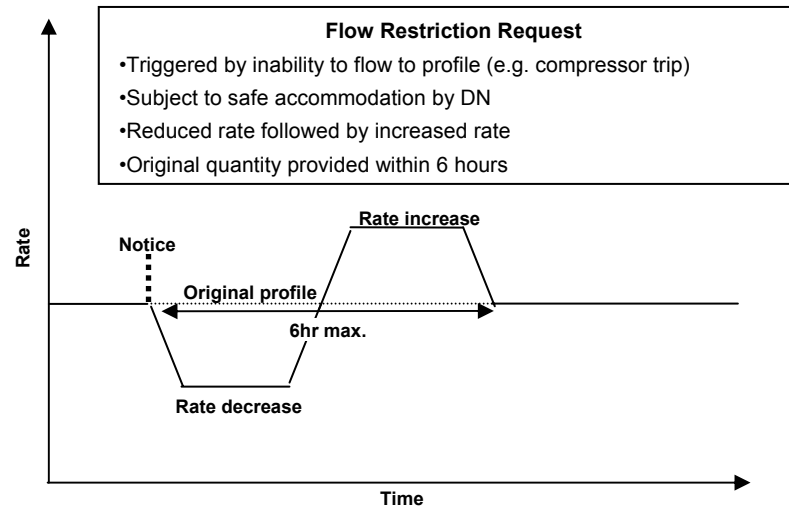 Flow Restriction Request
•Triggered by inability to flow to profile (e.g. compressor trip)
•Subject to safe accommodation by DN
•Reduced rate followed by increased rate
•Original quantity provided within 6 hours
Rate
Notice
Rate increase
Original profile
6hr max.
Rate decrease
Time